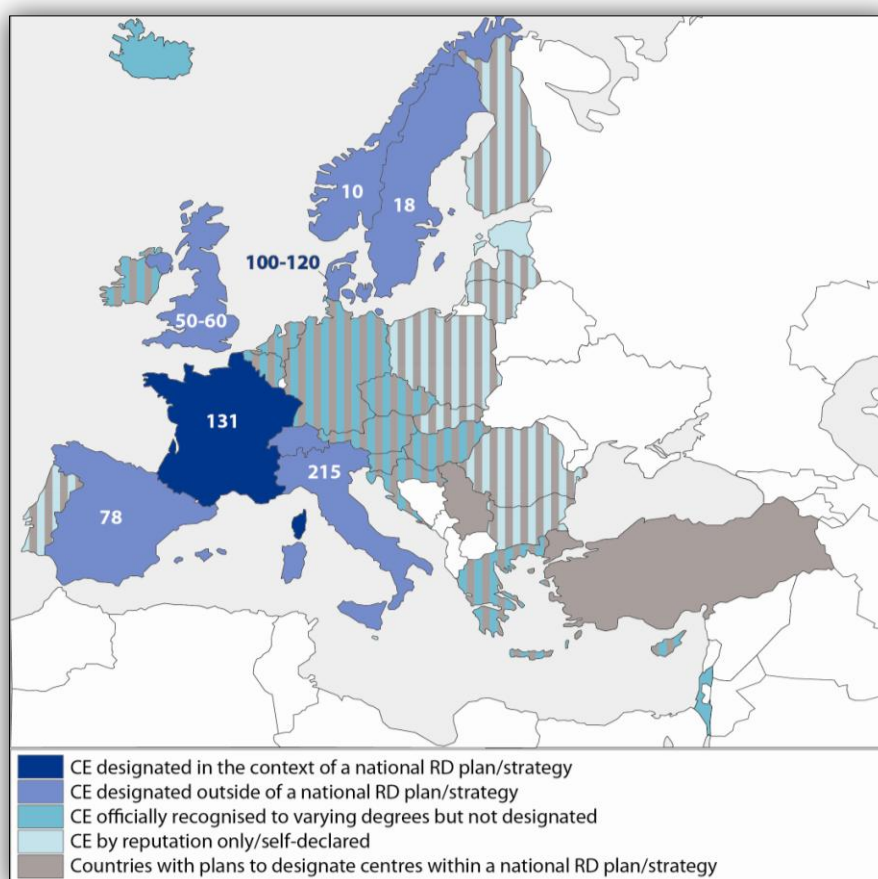 10
18
100-120
50-60
131
215
78
CE designated in the context of a national RD plan/strategy
CE designated outside of a national RD plan/strategy
CE officially recognised to varying degrees but not designated
CE by reputation only/self-declared
Countries with plans to designate centres within a national RD plan/strategy